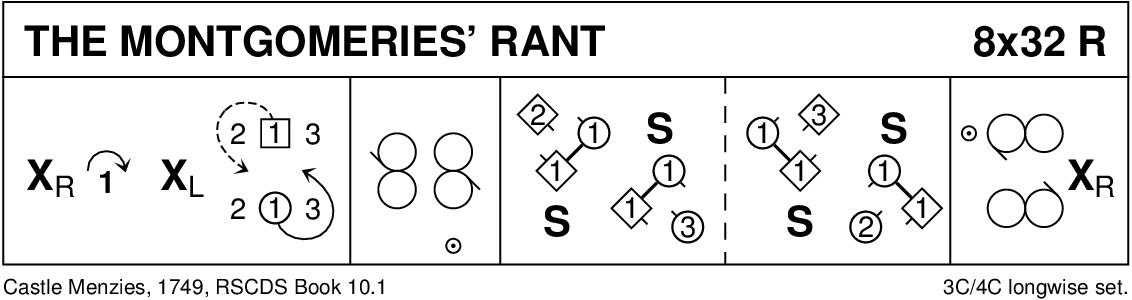 THE MONTGOMERIES’ RANT 8x32 R
2 1 3
XR 1 XL
2 1 3
2 1 S 1 3 S
1 1 1 1 XR
S 1 3 S 2 1
Castle Menzies, 1749, RSCDS Book 10.1 3C/4C longwise set.